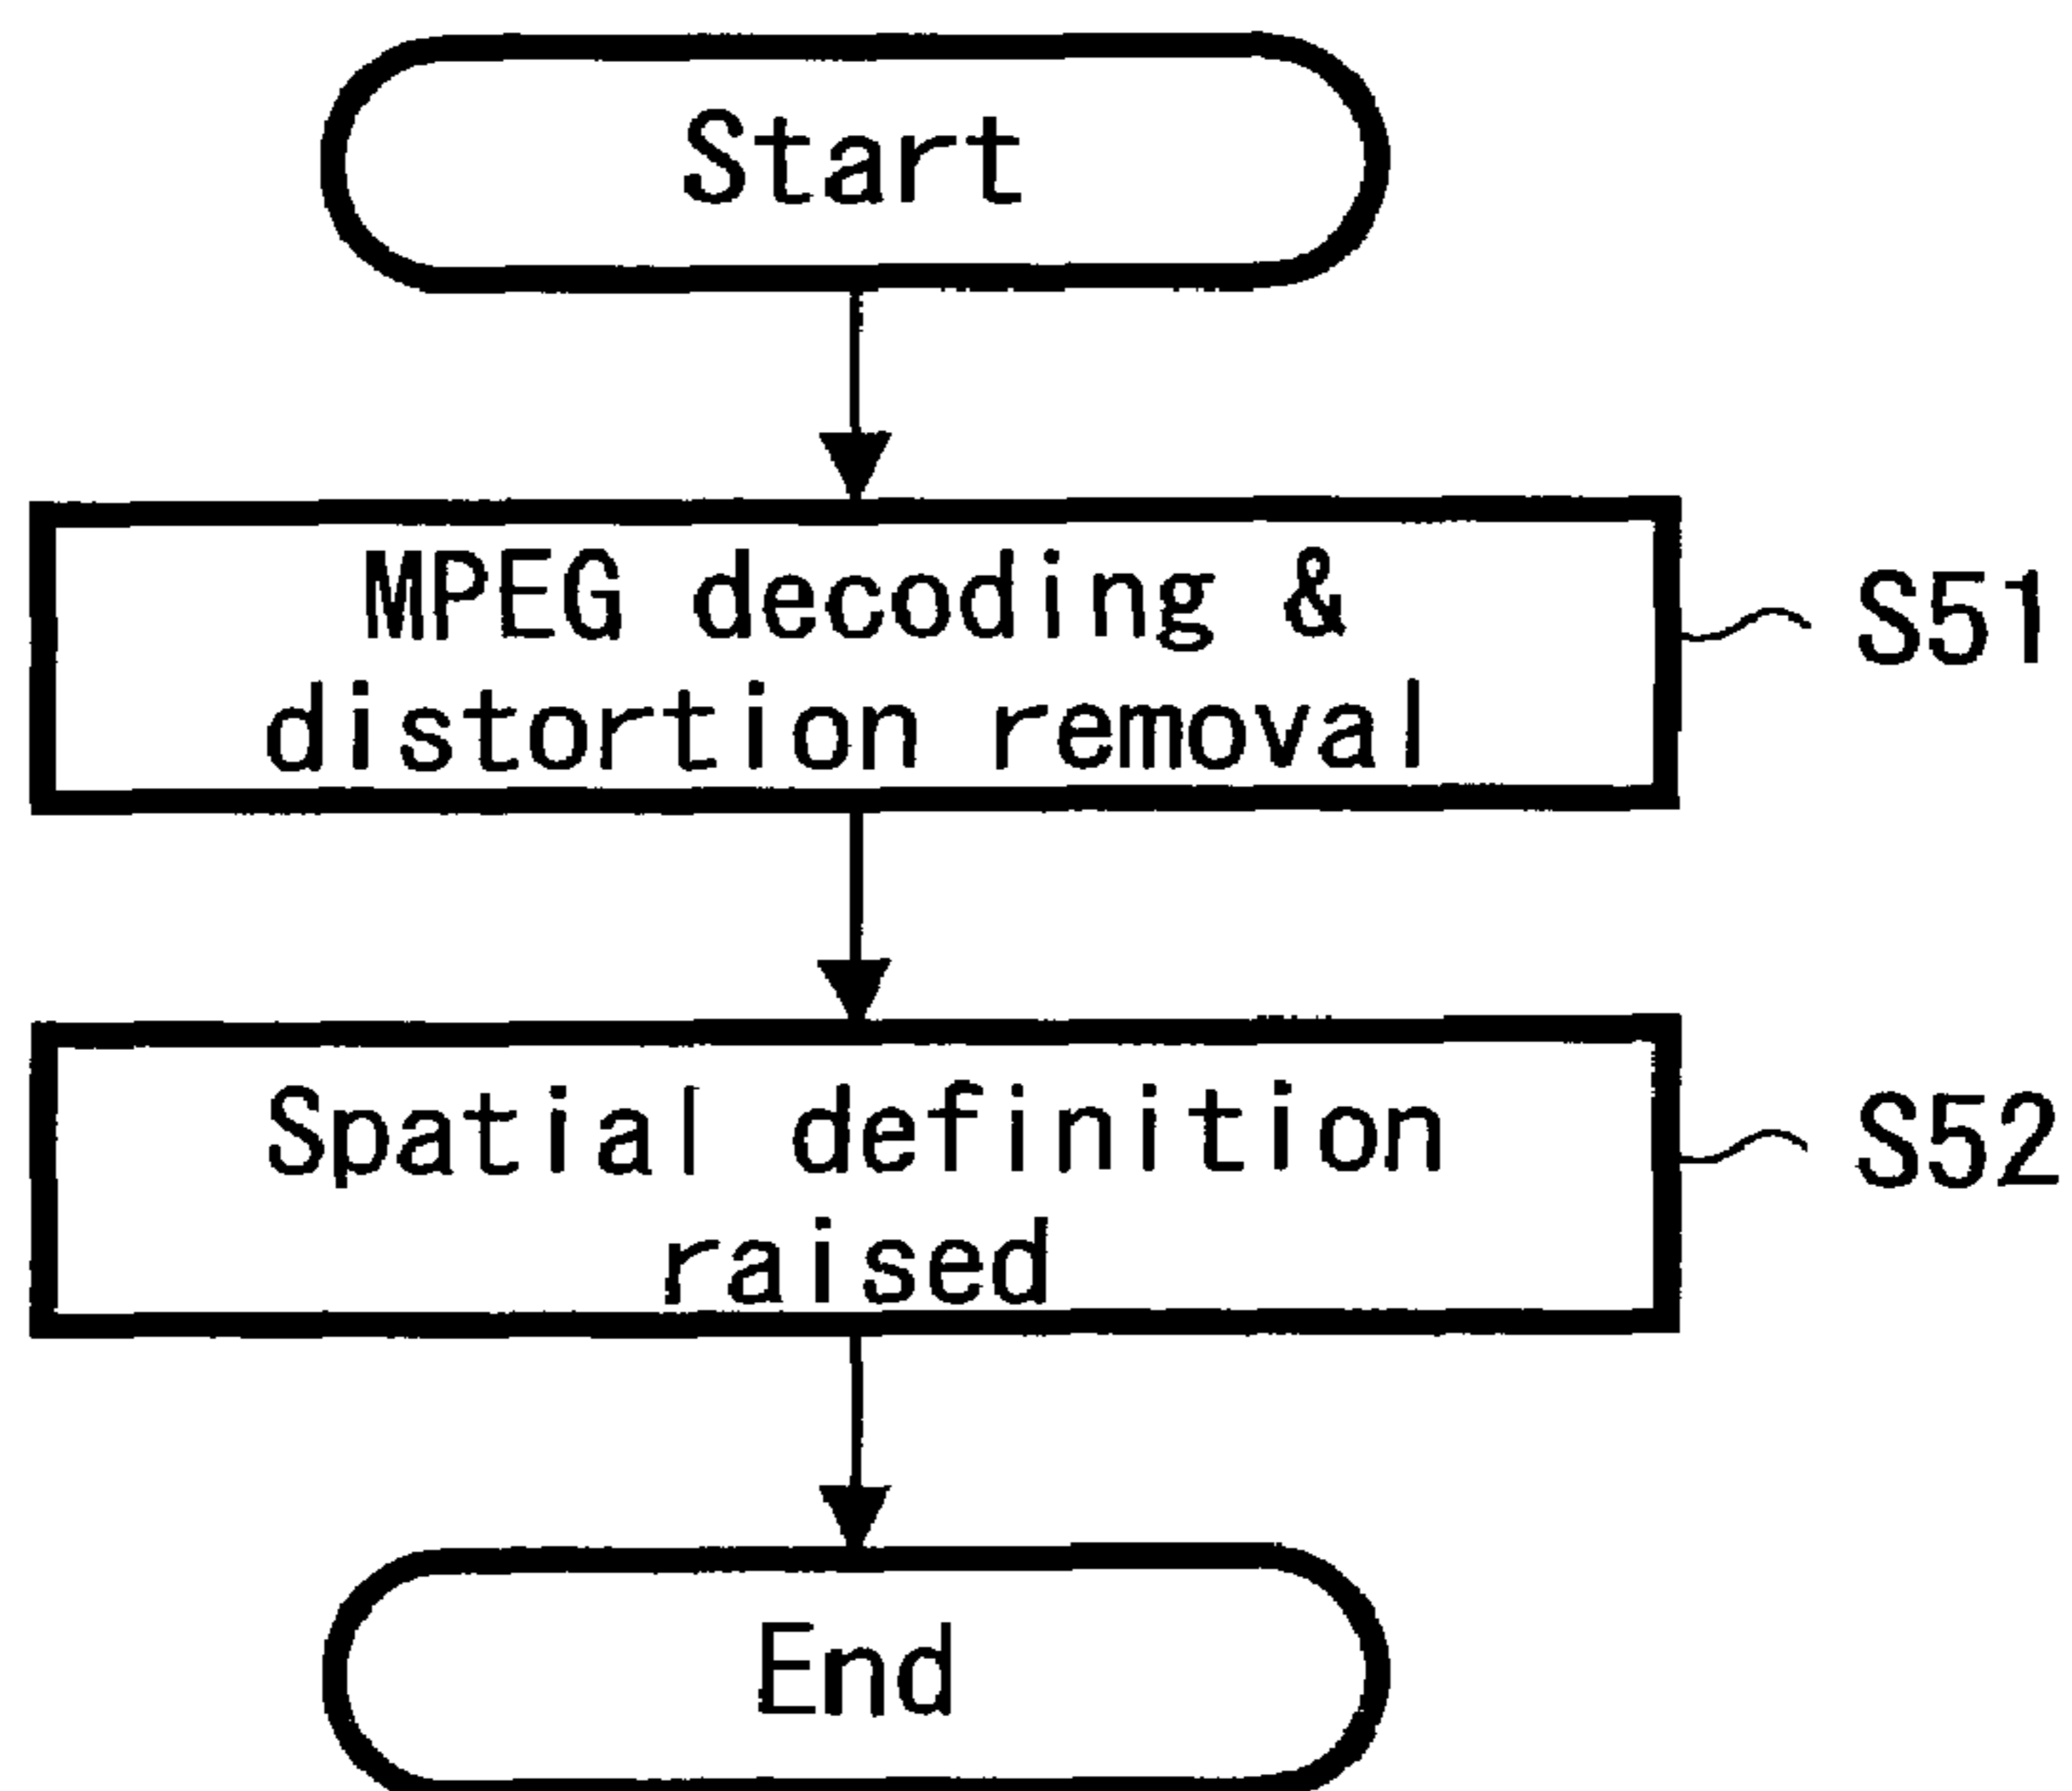 Start
MPEG decoding &
distortion removal
S51
Spatial definition
raised
S52
End